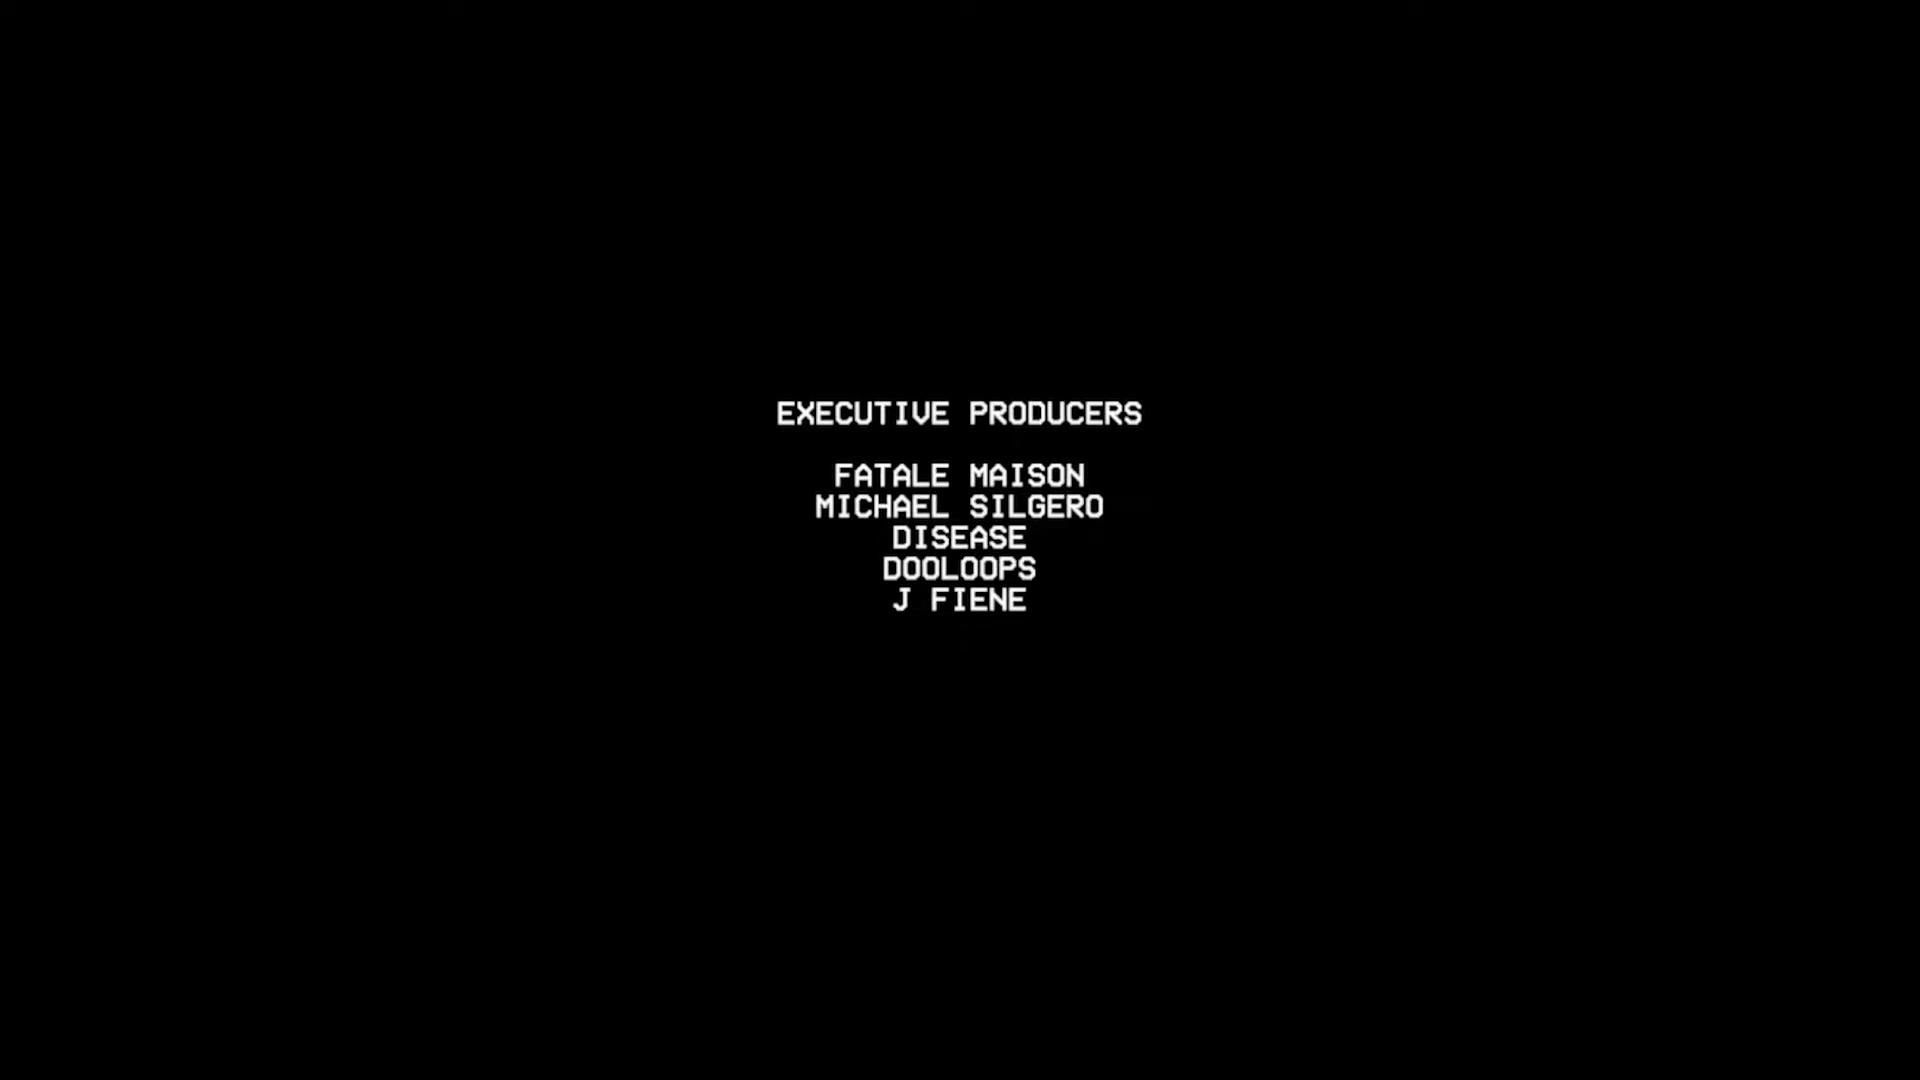 EXECUTIVE PRODUCERS
FATALE MAISON
MICHAEL SILGERO
DISEASE
DOOLOOPS
J FIENE